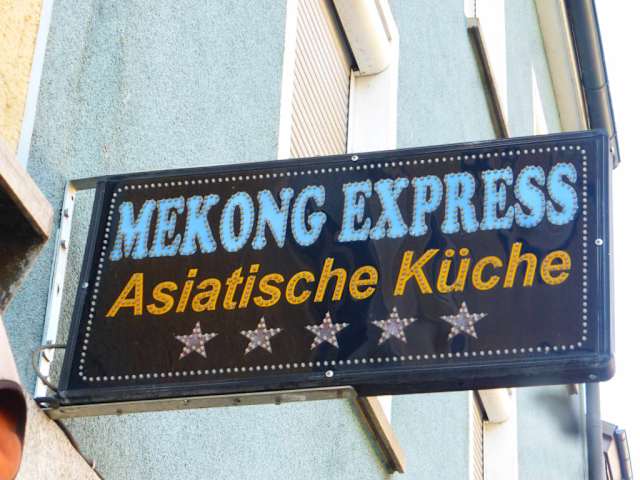 MEKONG EXPRESS
Asiatische Küche